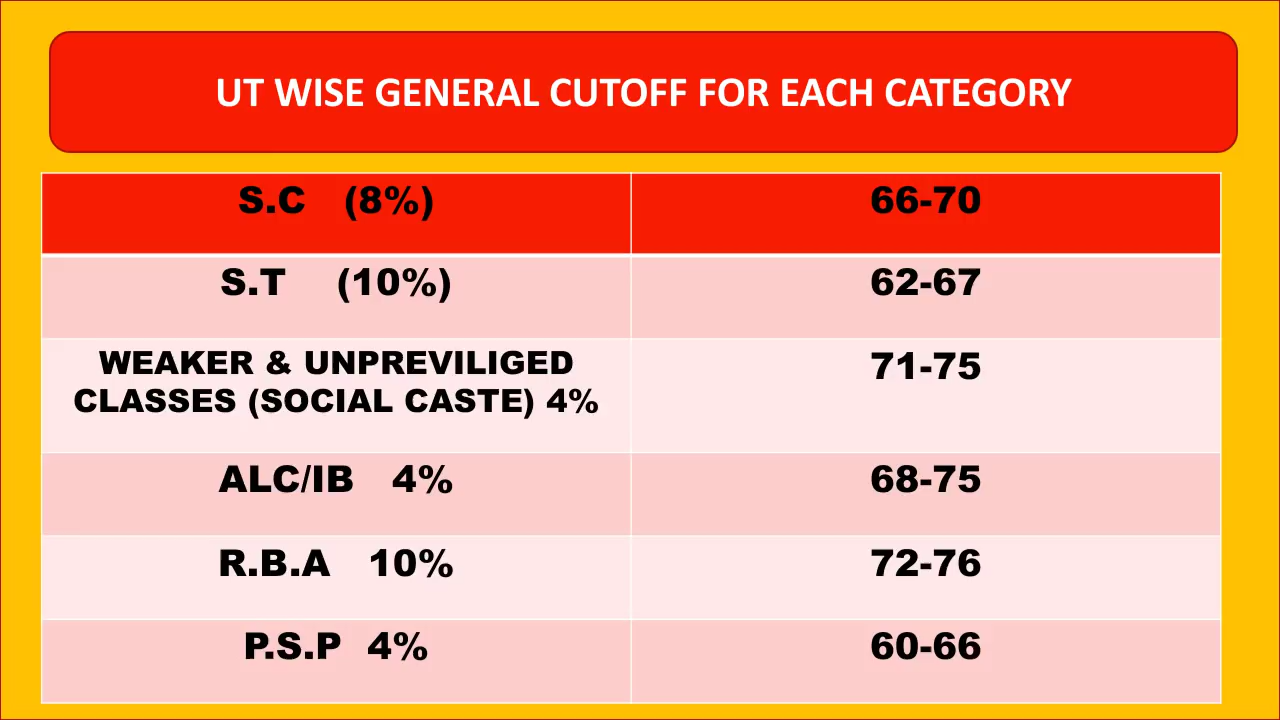 UT WISE GENERAL CUTOFF FOR EACH CATEGORY
S.C (8%) 66-70
S.T (10%) 62-67
WEAKER & UNPREVILIGED
CLASSES (SOCIAL CASTE) 4% 71-75
ALC/IB 4% 68-75
R.B.A 10% 72-76
P.S.P 4% 60-66